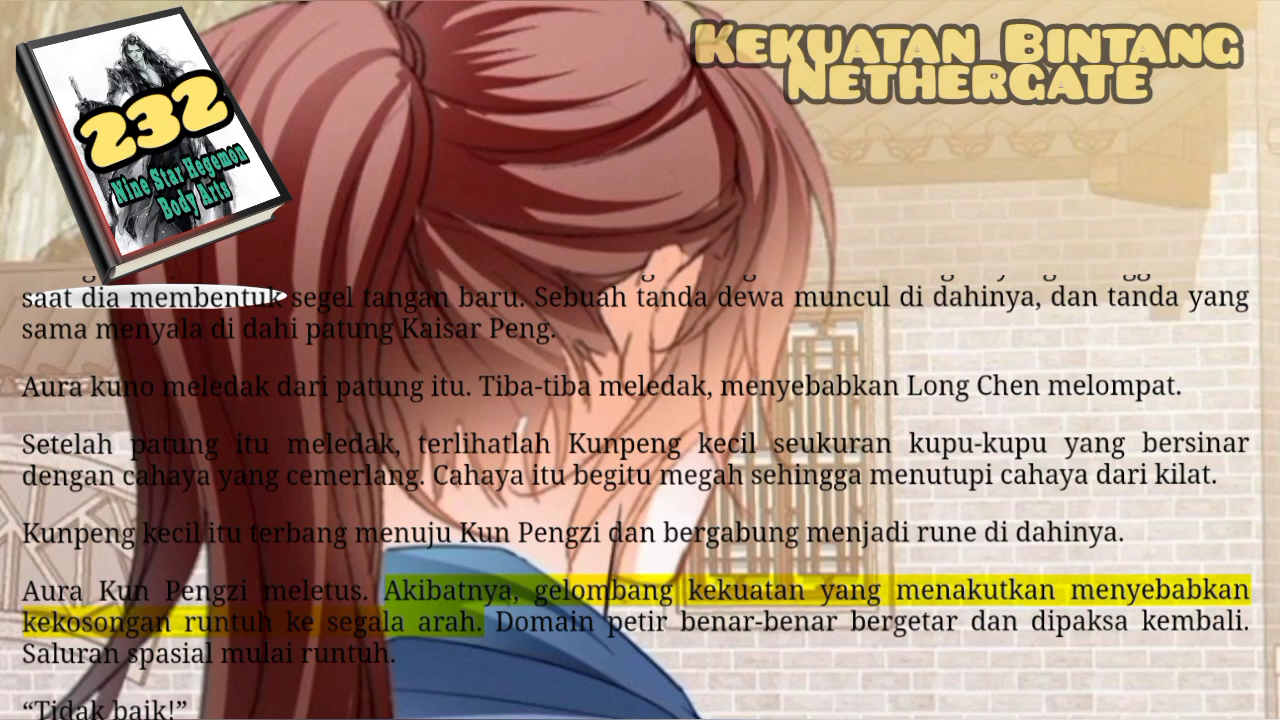 232
Nine Star Hegemon
Body Arts
Kekuatan Bintang
Nethergate
saat dia membentuk segel tangan baru. Sebuah tanda dewa muncul di dahinya, dan tanda yang
sama menyala di dahi patung Kaisar Peng.
Aura kuno meledak dari patung itu. Tiba-tiba meledak, menyebabkan Long Chen melompat.
Setelah patung itu meledak, terlihatlah Kunpeng kecil seukuran kupu-kupu yang bersinar
dengan cahaya yang cemerlang. Cahaya itu begitu megah sehingga menutupi cahaya dari kilat.
Kunpeng kecil itu terbang menuju Kun Pengzi dan bergabung menjadi rune di dahinya.
Aura Kun Pengzi meletus. Akibatnya, gelombang kekuatan yang menakutkan menyebabkan
kekosongan runtuh ke segala arah. Domain petir benar-benar bergetar dan dipaksa kembali.
Saluran spasial mulai runtuh.
“Tidak baik!”